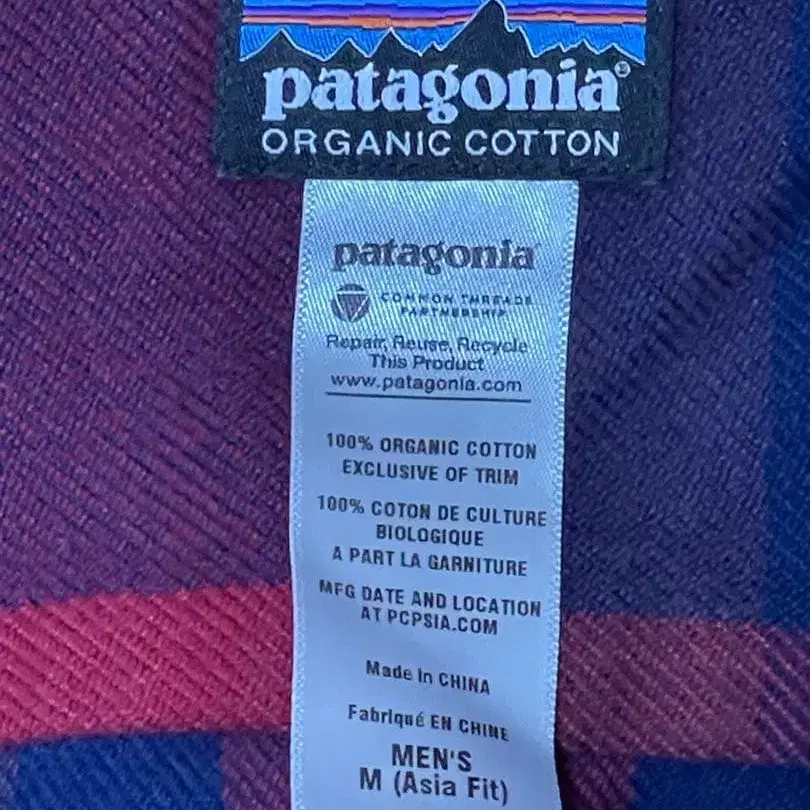 patagonia®
ORGANIC COTTON
patagonia
COMMON THREADS
PARTNERSHIP
Repair, Reuse, Recycle
This Product
www.patagonia.com
100% ORGANIC COTTON
EXCLUSIVE OF TRIM
100% COTON DE CULTURE
BIOLOGIQUE
A PART LA GARNITURE
MFG DATE AND LOCATION
AT PCPSIA.COM
Made in CHINA
Fabriqué EN CHINE
MEN'S
M (Asia Fit)